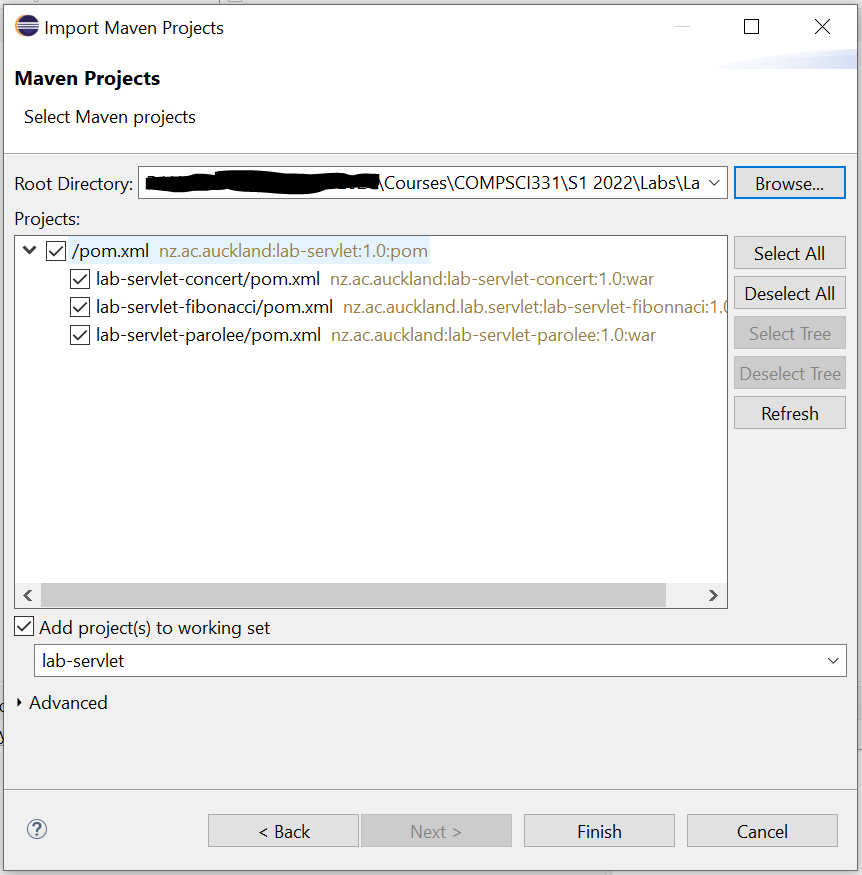 Import Maven Projects
Maven Projects
Select Maven projects
Root Directory: \Courses\COMPSCI331\S1 2022\Labs\La Browse...
Projects:
/pom.xml nz.ac.auckland:lab-servlet:1.0:pom
lab-servlet-concert/pom.xml nz.ac.auckland:lab-servlet-concert:1.0:war
lab-servlet-fibonacci/pom.xml nz.ac.auckland.lab.servlet:lab-servlet-fibonnaci:1.0
lab-servlet-parolee/pom.xml nz.ac.auckland:lab-servlet-parolee:1.0:war
Select All
Deselect All
Select Tree
Deselect Tree
Refresh
Add project(s) to working set
lab-servlet
Advanced
? < Back Next > Finish Cancel